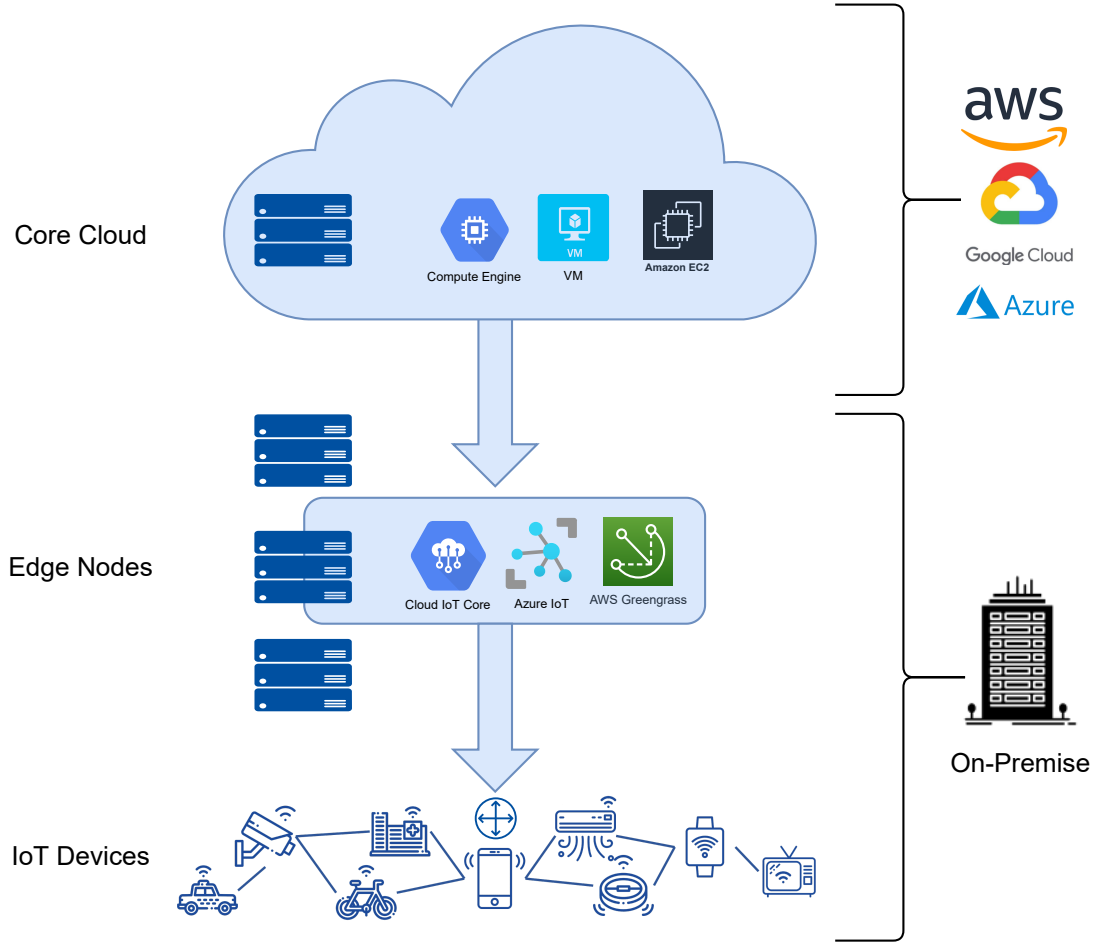 Core Cloud
Compute Engine
VM
VM
Amazon EC2
aws
Google Cloud
Azure
Edge Nodes
Cloud IoT Core
Azure IoT
AWS Greengrass
On-Premise
IoT Devices